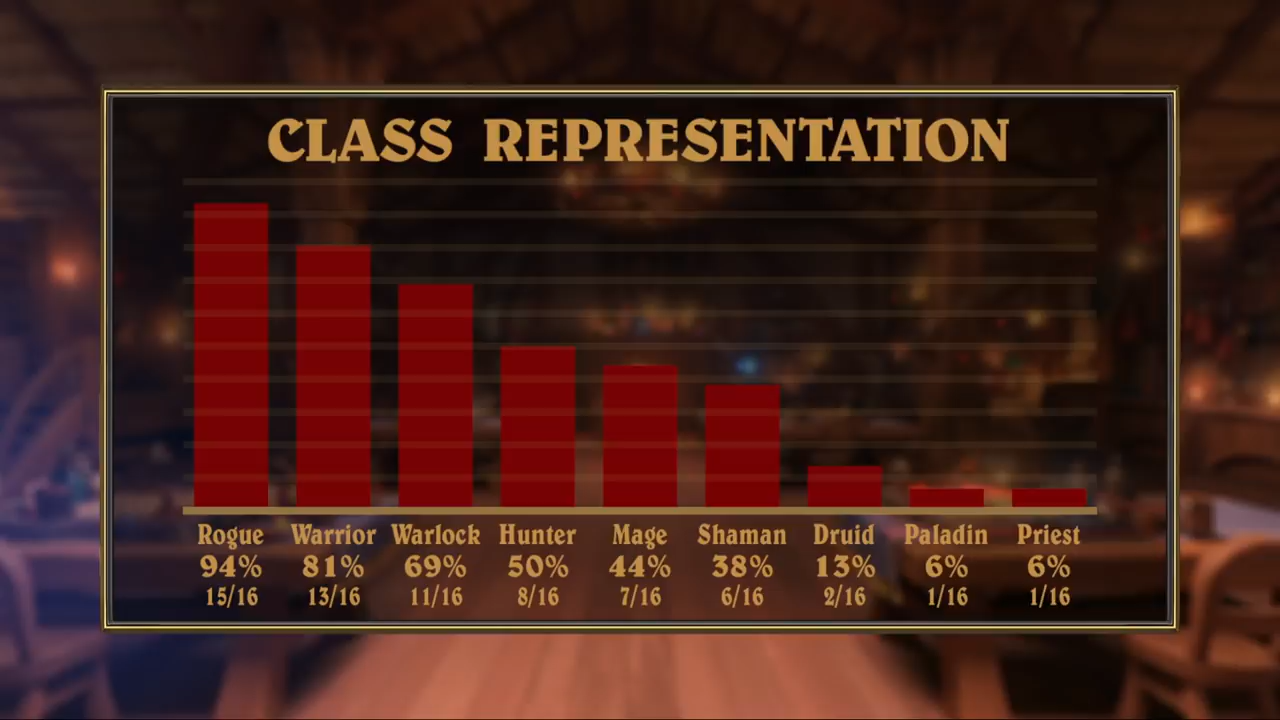 CLASS REPRESENTATION
Rogue Warrior Warlock Hunter Mage Shaman Druid Paladin Priest
94% 81% 69% 50% 44% 38% 13% 6% 6%
15/16 13/16 11/16 8/16 7/16 6/16 2/16 1/16 1/16